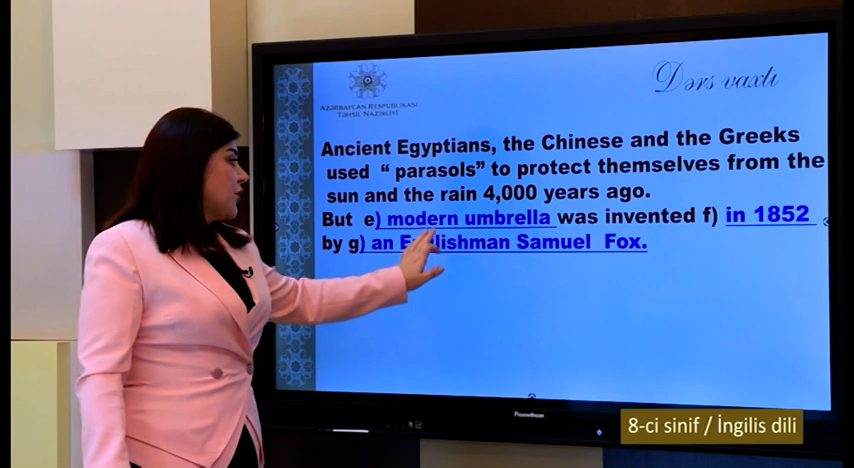 Dərs vaxtı
AZƏRBAYCAN RESPUBLİKASI
TƏHSİL NAZİRLİYİ
Ancient Egyptians, the Chinese and the Greeks
used “ parasols” to protect themselves from the
sun and the rain 4,000 years ago.
But e) modern umbrella was invented f) in 1852
by g) an Englishman Samuel Fox.
Promethean
8-ci sinif / İngilis dili